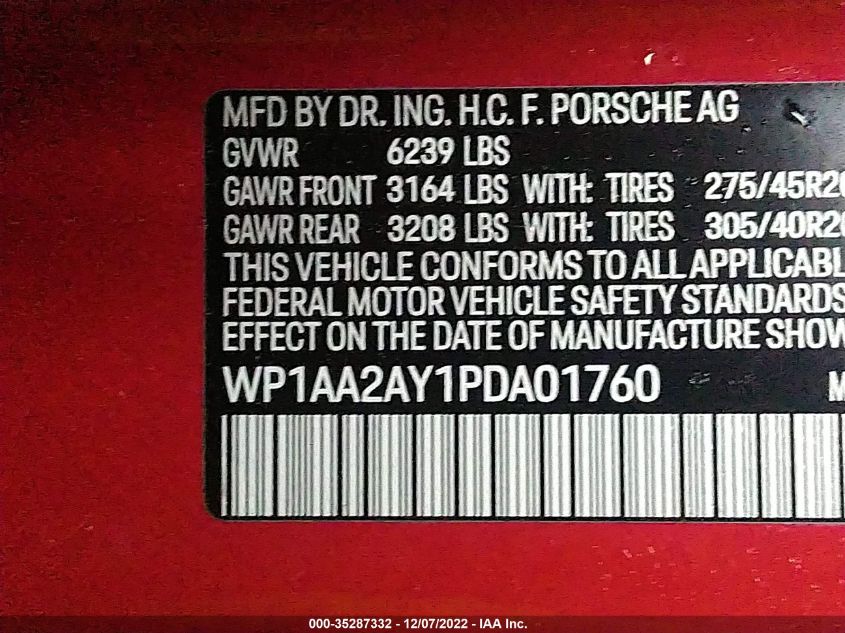 MFD BY DR. ING. H.C. F. PORSCHE AG
GVWR 6239 LBS
GAWR FRONT 3164 LBS WITH: TIRES 275/45R20
GAWR REAR 3208 LBS WITH: TIRES 305/40R20
THIS VEHICLE CONFORMS TO ALL APPLICABL
FEDERAL MOTOR VEHICLE SAFETY STANDARDS
EFFECT ON THE DATE OF MANUFACTURE SHOW
WP1AA2AY1PDA01760 M
000-35287332 - 12/07/2022 - IAA Inc.